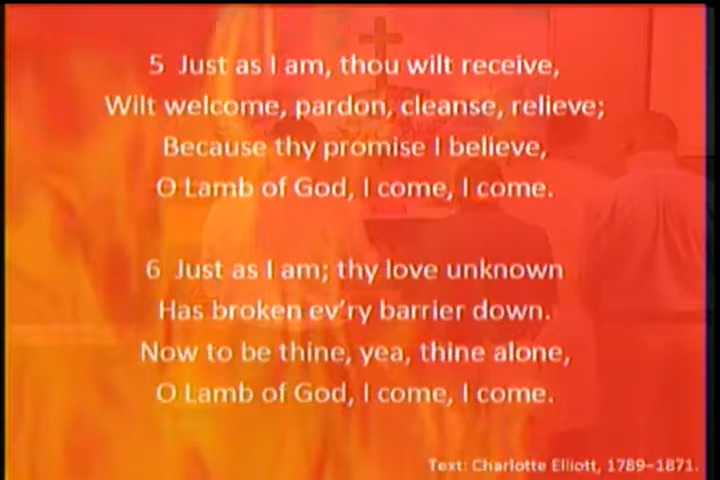 5 Just as I am, thou wilt receive,
Wilt welcome, pardon, cleanse, relieve;
Because thy promise I believe,
O Lamb of God, I come, I come.
6 Just as I am; thy love unknown
Has broken ev'ry barrier down.
Now to be thine, yea, thine alone,
O Lamb of God, I come, I come.
Text: Charlotte Elliott, 1789–1871.